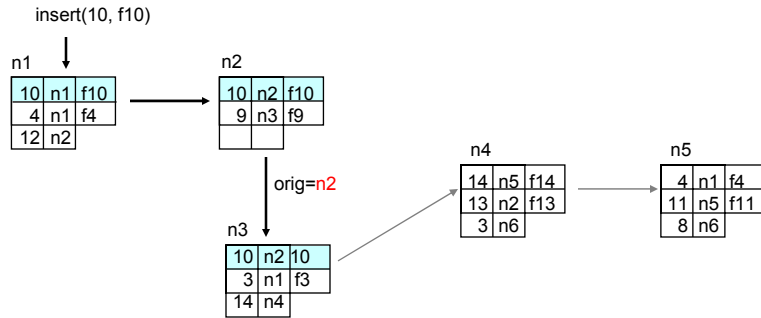 insert(10, f10)
n1
10 n1 f10
4 n1 f4
12 n2
n2
10 n2 f10
9 n3 f9
orig=n2
n3
10 n2 10
3 n1 f3
14 n4
n4
14 n5 f14
13 n2 f13
3 n6
n5
4 n1 f4
11 n5 f11
8 n6